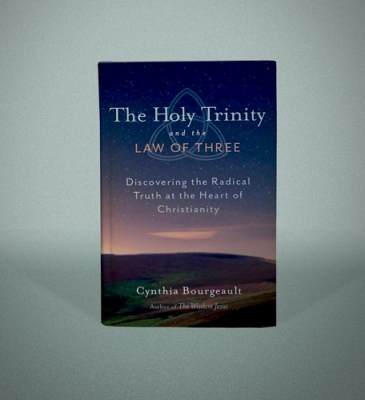 The Holy Trinity
and the
LAW OF THREE
Discovering the Radical
Truth at the Heart of
Christianity
Cynthia Bourgeault
Author of The Wisdom Jesus